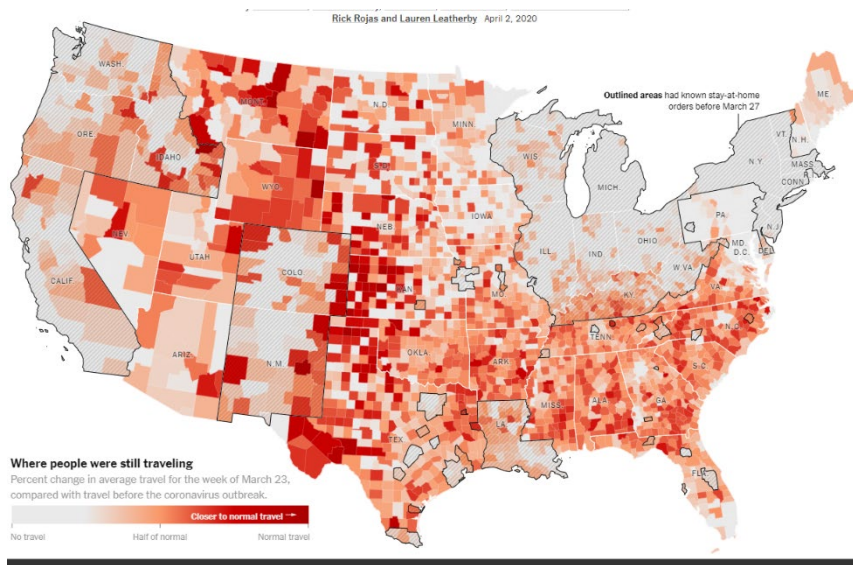 Rick Rojas and Lauren Leatherby April 2, 2020
Outlined areas had known stay-at-home
orders before March 27
WASH.
MONT.
N.D.
MINN.
ME
VT.
N.H.
ORE
IDAHO
S.D.
WIS
MICH.
N.Y
MASS
R.I.
CONN
WYO.
IOWA
PA.
N.J
NEB
NEV
UTAH
COLO
ILL
IND.
OHIO
MD.
D.C.
DEL
W VA
CALIF
KAN
MO
KY
VA
ARIZ
N.M
OKLA
ARK
TENN.
N.C
S.C
MISS
ALA
GA
TEX
LA
FLA
Where people were still traveling
Percent change in average travel for the week of March 23,
compared with travel before the coronavirus outbreak.
Closer to normal travel →
No travel
Half of normal
Normal travel